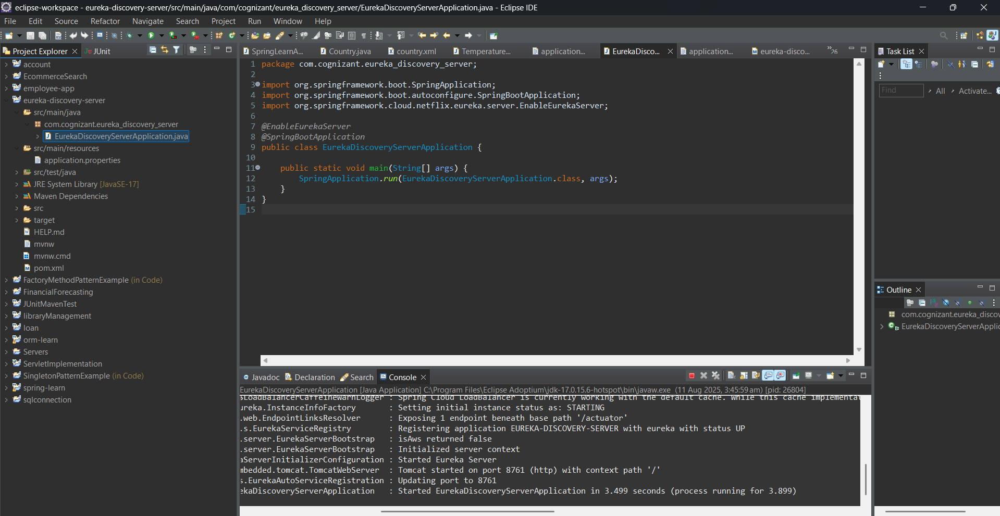 eclipse-workspace - eureka-discovery-server/src/main/java/com/cognizant/eureka_discovery_server/EurekaDiscoveryServerApplication.java - Eclipse IDE
File Edit Source Refactor Navigate Search Project Run Window Help
Project Explorer JUnit
account
EcommerceSearch
employee-app
eureka-discovery-server
src/main/java
com.cognizant.eureka_discovery_server
EurekaDiscoveryServerApplication.java
src/main/resources
application.properties
src/test/java
JRE System Library [JavaSE-17]
Maven Dependencies
src
target
HELP.md
mvnw
mvnw.cmd
pom.xml
FactoryMethodPatternExample (in Code)
FinancialForecasting
JUnitMavenTest
libraryManagement
loan
orm-learn
Servers
ServletImplementation
SingletonPatternExample (in Code)
spring-learn
sqlconnection
SpringLearnA... Country.java country.xml Temperature... application... EurekaDisco... application... eureka-disco... »26
1 package com.cognizant.eureka_discovery_server;
2
3 import org.springframework.boot.SpringApplication;
4 import org.springframework.boot.autoconfigure.SpringBootApplication;
5 import org.springframework.cloud.netflix.eureka.server.EnableEurekaServer;
6
7 @EnableEurekaServer
8 @SpringBootApplication
9 public class EurekaDiscoveryServerApplication {
10
11 public static void main(String[] args) {
12 SpringApplication.run(EurekaDiscoveryServerApplication.class, args);
13 }
14 }
15
Javadoc Declaration Search Console
EurekaDiscoveryServerApplication [Java Application] C:\Program Files\Eclipse Adoptium\jdk-17.0.15.6-hotspot\bin\javaw.exe (11 Aug 2025, 3:45:59 am) [pid: 26804]
LoadBalancerCaffeineWarnLogger : Spring Cloud LoadBalancer is currently working with the default cache. While this cache implementat
ureka.InstanceInfoFactory : Setting initial instance status as: STARTING
.web.EndpointLinksResolver : Exposing 1 endpoint beneath base path '/actuator'
.s.EurekaServiceRegistry : Registering application EUREKA-DISCOVERY-SERVER with eureka with status UP
.server.EurekaServerBootstrap : isAws returned false
.server.EurekaServerBootstrap : Initialized server context
aServerInitializerConfiguration : Started Eureka Server
mbedded.tomcat.TomcatWebServer : Tomcat started on port 8761 (http) with context path '/'
s.EurekaAutoServiceRegistration : Updating port to 8761
ekaDiscoveryServerApplication : Started EurekaDiscoveryServerApplication in 3.499 seconds (process running for 3.899)
Task List
Find All Activate...
Outline
com.cognizant.eureka_discov
EurekaDiscoveryServerApplic